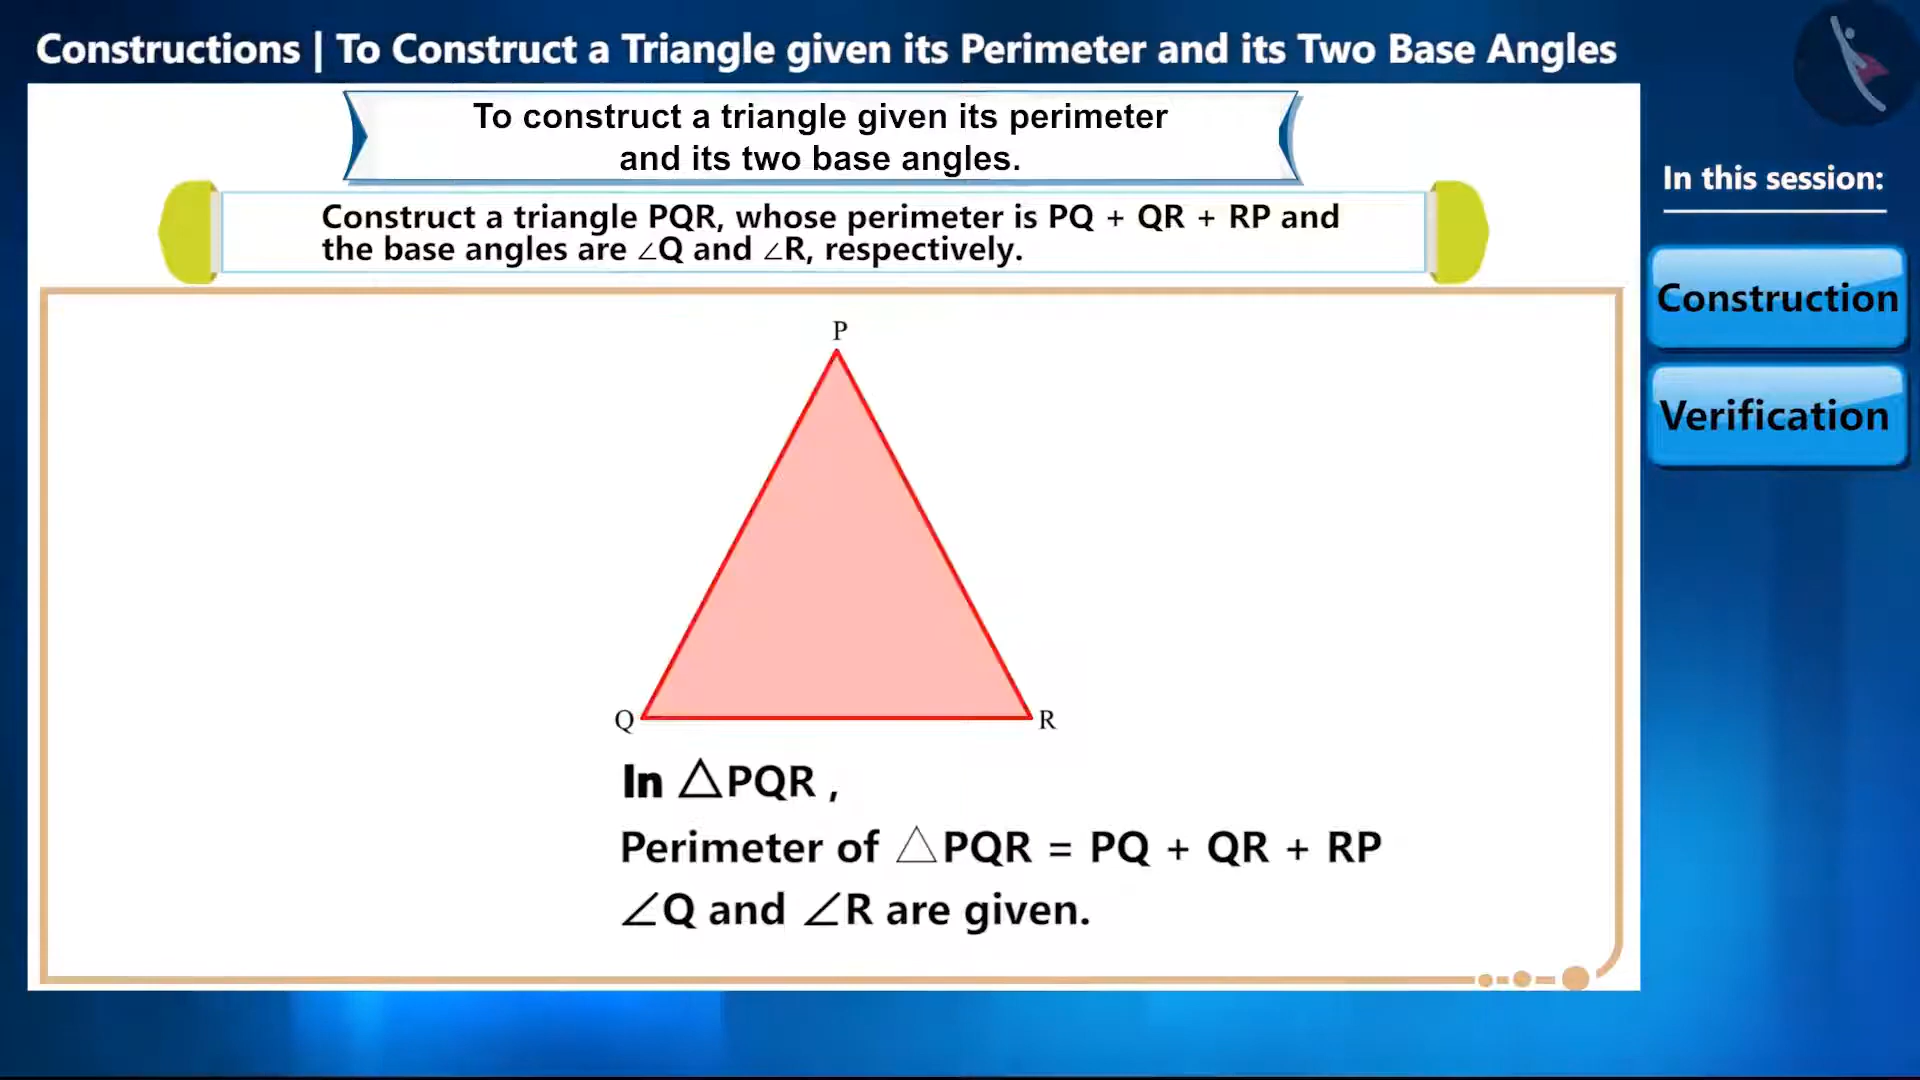 Constructions | To Construct a Triangle given its Perimeter and its Two Base Angles
To construct a triangle given its perimeter
and its two base angles.
Construct a triangle PQR, whose perimeter is PQ + QR + RP and
the base angles are ∠Q and ∠R, respectively.
In this session:
Construction
Verification
P
Q
R
In △PQR ,
Perimeter of △PQR = PQ + QR + RP
∠Q and ∠R are given.